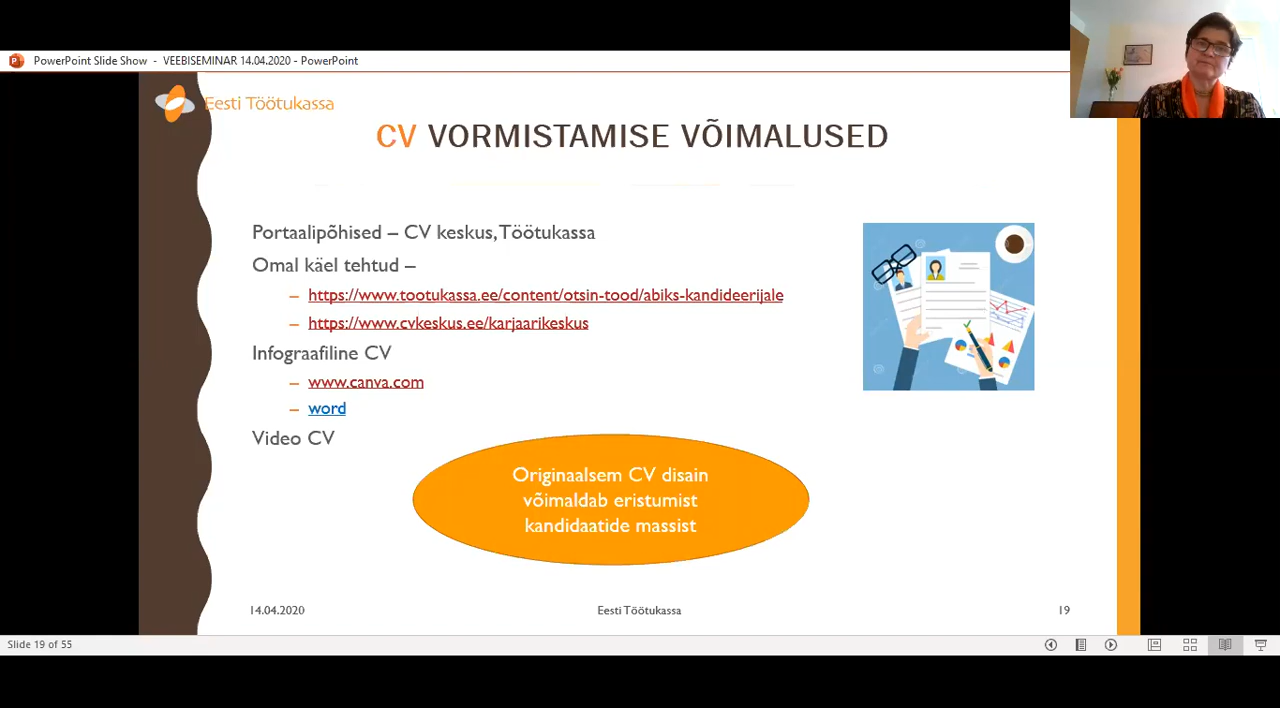 PowerPoint Slide Show - VEEBISEMINAR 14.04.2020 - PowerPoint
Eesti Töötukassa
CV VORMISTAMISE VÕIMALUSED
Portaalipõhised – CV keskus, Töötukassa
Omal käel tehtud –
– https://www.tootukassa.ee/content/otsin-tood/abiks-kandideerijale
– https://www.cvkeskus.ee/karjaarikeskus
Infograafiline CV
– www.canva.com
– word
Video CV
Originaalsem CV disain
võimaldab eristumist
kandidaatide massist
14.04.2020
Eesti Töötukassa
19
Slide 19 of 55